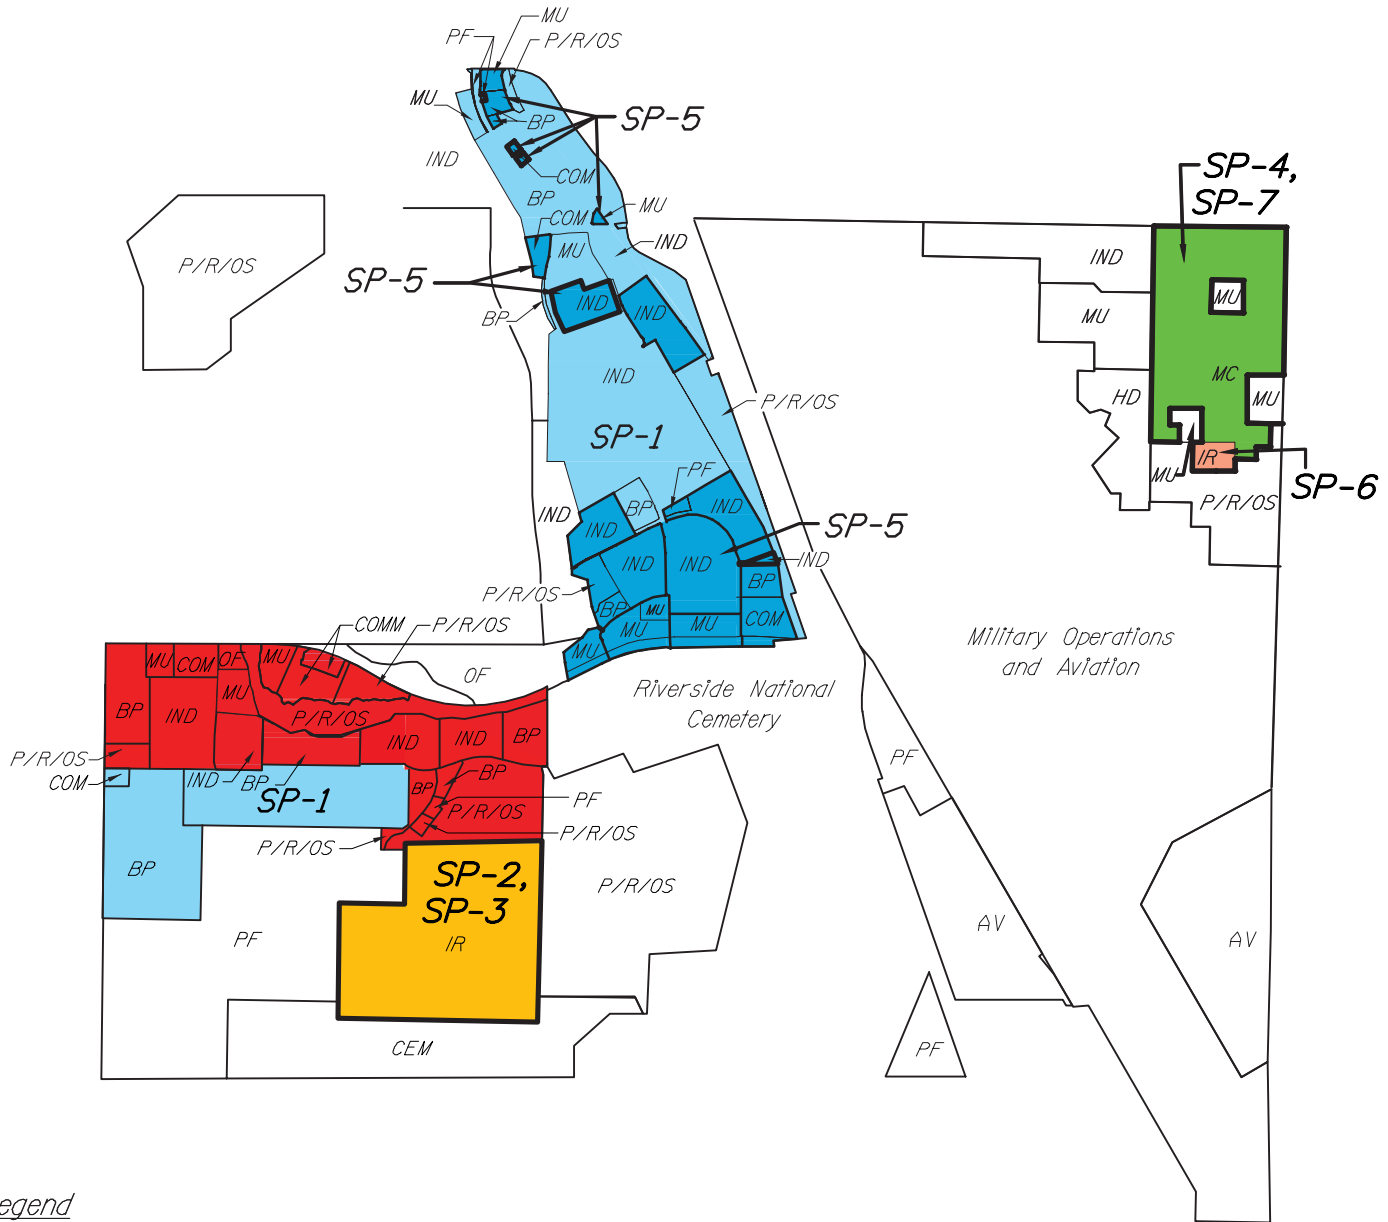 MU
PF
P/R/OS
MU
BP
SP-5
IND
COM
SP-4,
SP-7
BP
COM
MU
MU
IND
IND
P/R/OS
SP-5
MU
BP
IND
IND
MU
IND
MC
HD
MU
P/R/OS
SP-1
IR
MU
SP-6
P/R/OS
PF
IND
BP
IND
IND
SP-5
IND
IND
IND
BP
P/R/OS
BP
MU
MU
MU
COM
MU
COMM
P/R/OS
Military Operations
and Aviation
MU
COM
OF
MU
OF
MU
Riverside National
Cemetery
BP
IND
P/R/OS
IND
IND
BP
P/R/OS
COM
IND
BP
BP
BP
PF
PF
SP-1
P/R/OS
P/R/OS
P/R/OS
BP
SP-2,
SP-3
P/R/OS
PF
IR
AV
AV
CEM
PF
egend